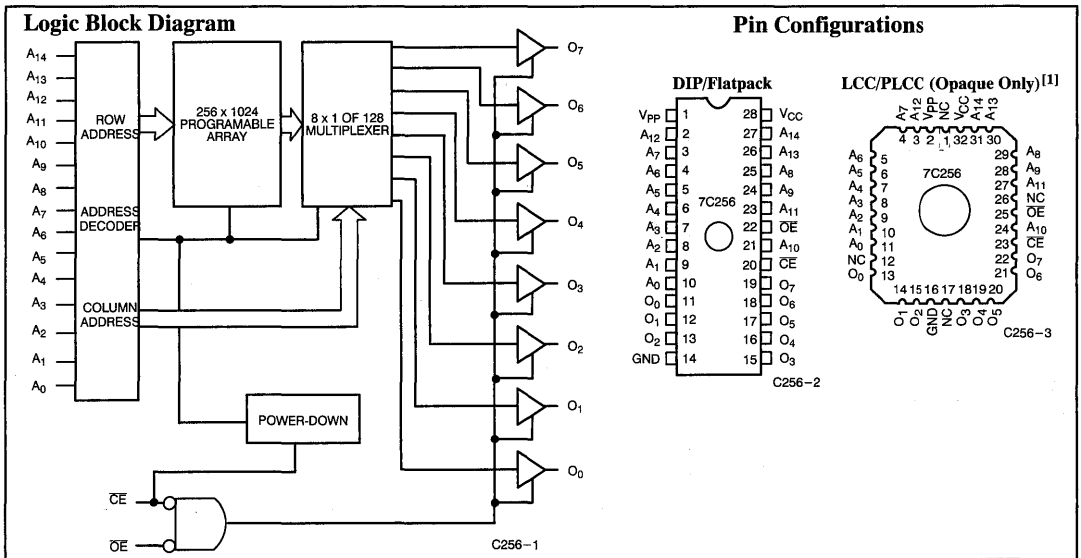 Logic Block Diagram
A14
A13
A12
A11
A10
A9
A8
A7
A6
A5
A4
A3
A2
A1
A0
ROW
ADDRESS
ADDRESS
DECODER
COLUMN
ADDRESS
256 x 1024
PROGRAMABLE
ARRAY
8 x 1 OF 128
MULTIPLEXER
POWER-DOWN
CE
OE
O7
O6
O5
O4
O3
O2
O1
O0
C256-1
Pin Configurations
DIP/Flatpack
VPP 1 28 VCC
A12 2 27 A14
A7 3 26 A13
A6 4 25 A8
A5 5 24 A9
A4 6 7C256 23 A11
A3 7 22 OE
A2 8 21 A10
A1 9 20 CE
A0 10 19 O7
O0 11 18 O6
O1 12 17 O5
O2 13 16 O4
GND 14 15 O3
C256-2
LCC/PLCC (Opaque Only)[1]
A7 A12 VPP NC VCC A14 A13
4 3 2 1 32 31 30
A6 5 29 A8
A5 6 28 A9
A4 7 27 A11
A3 8 7C256 26 NC
A2 9 25 OE
A1 10 24 A10
A0 11 23 CE
NC 12 22 O7
O0 13 21 O6
14 15 16 17 18 19 20
O1 O2 GND NC O3 O4 O5
C256-3